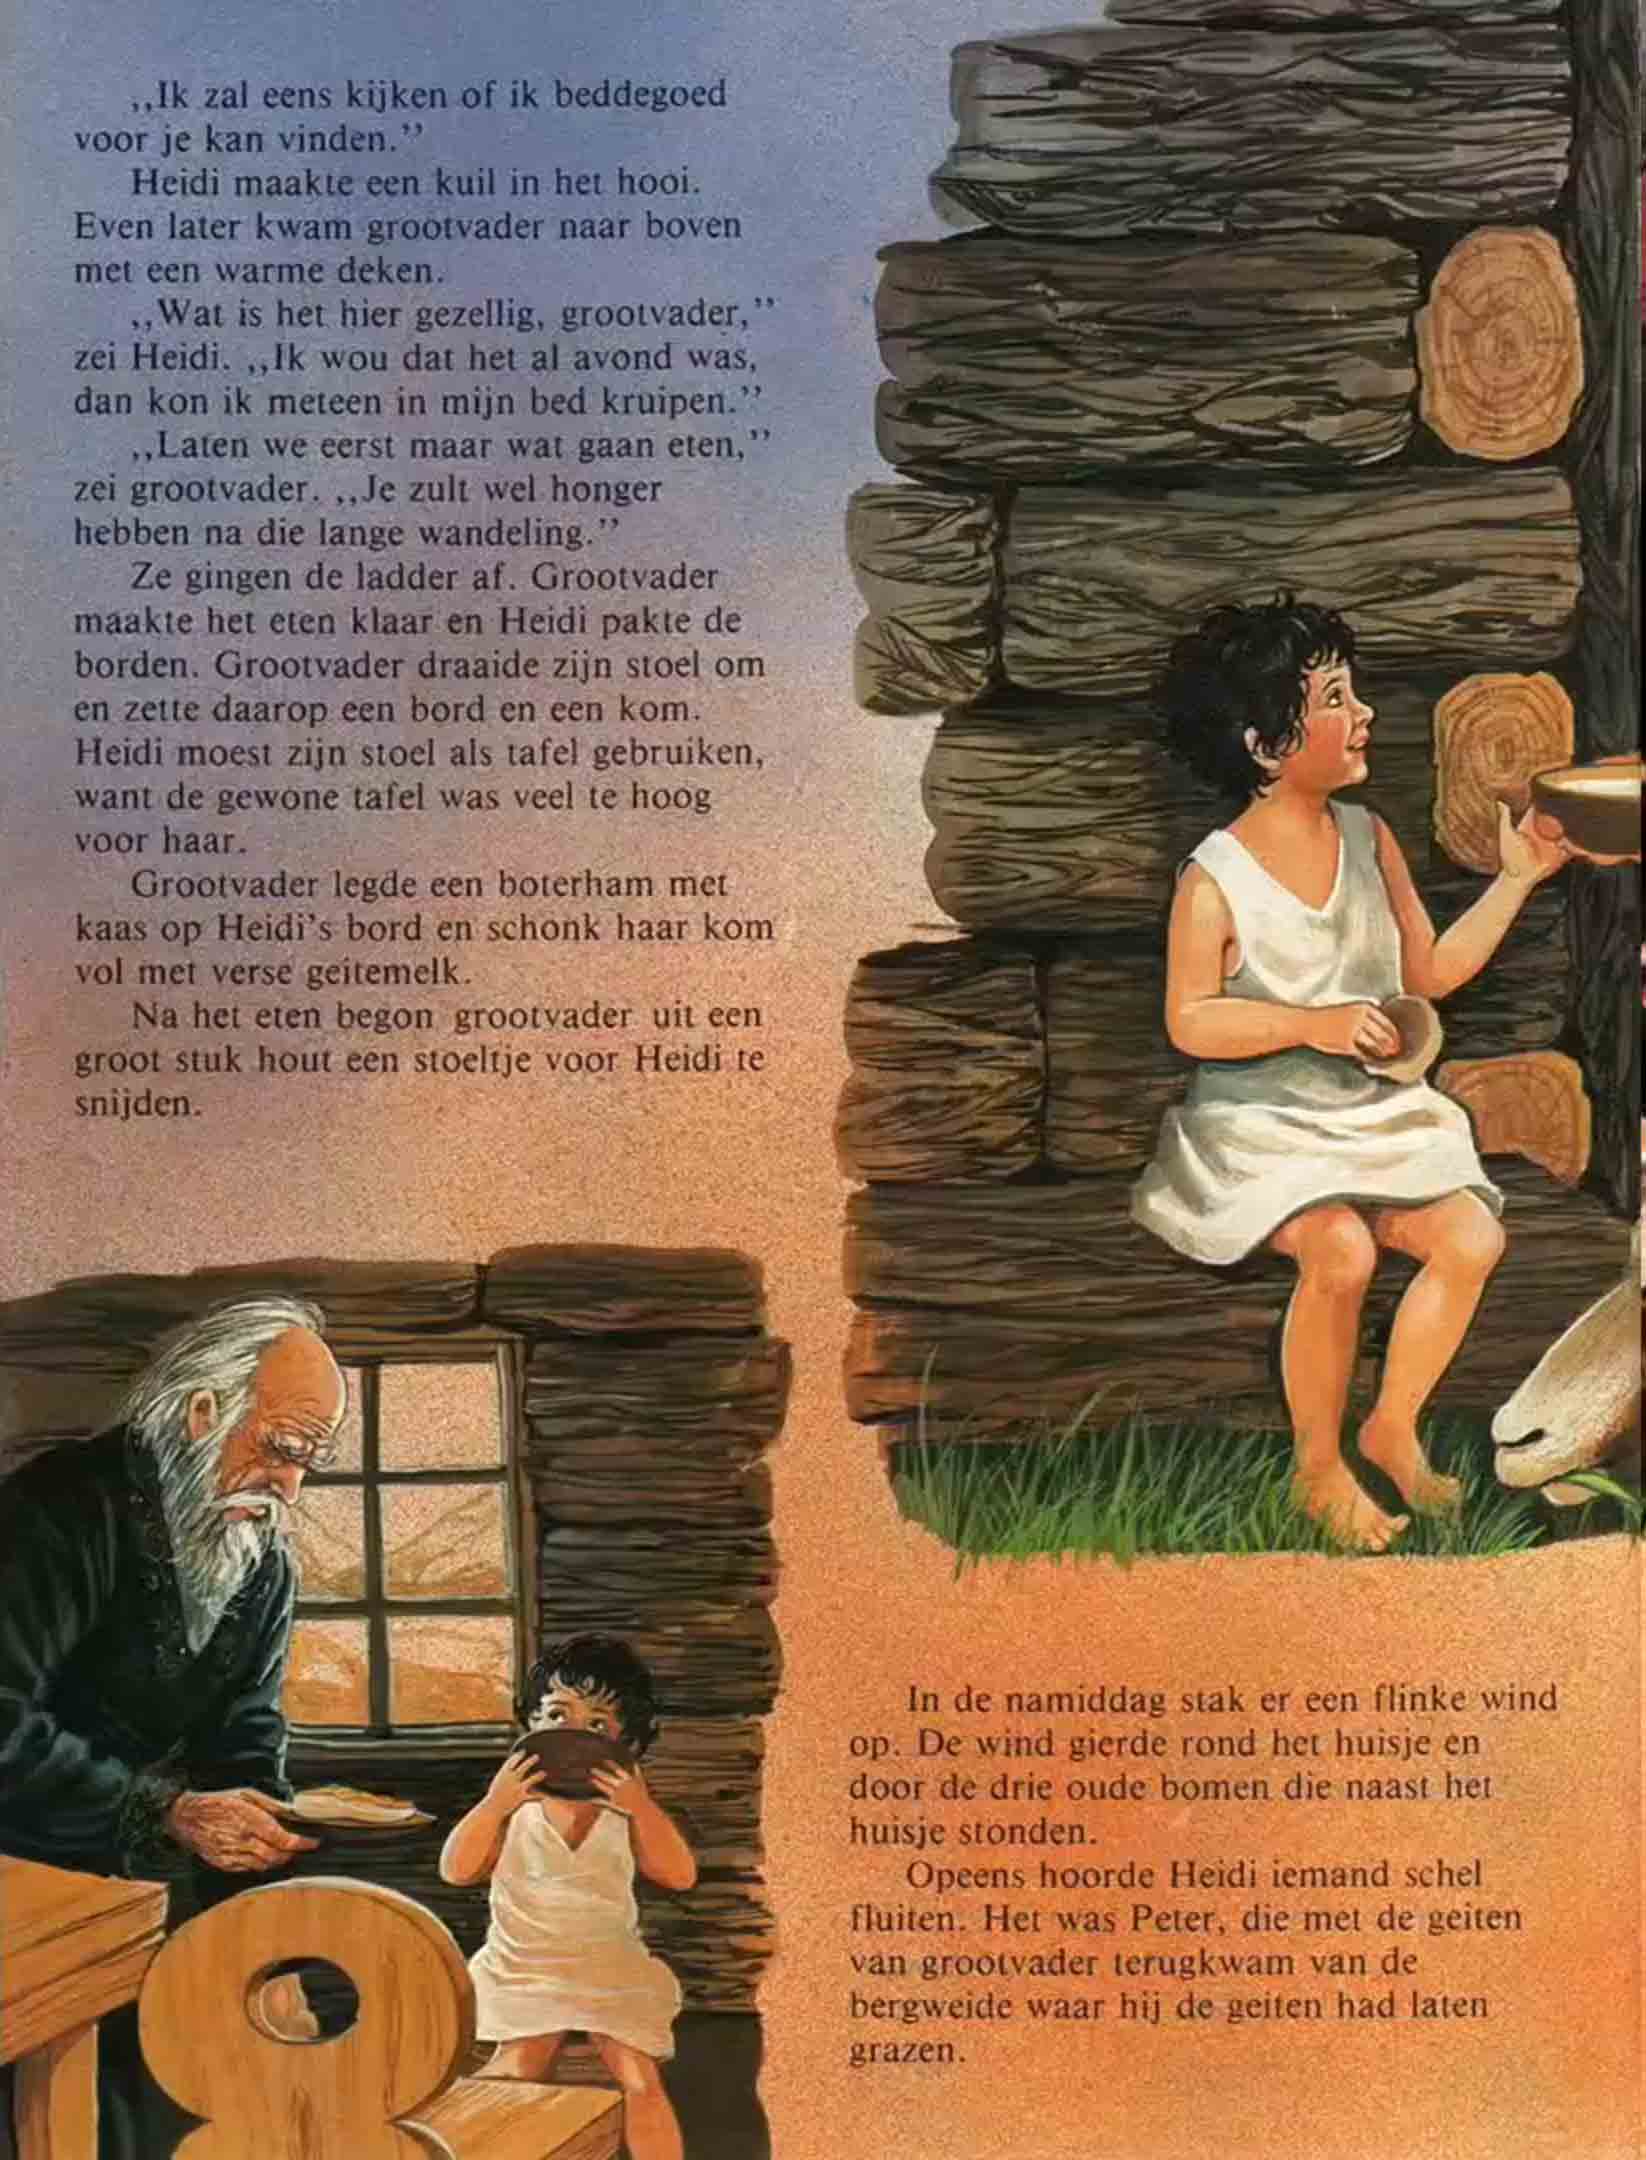 ,,Ik zal eens kijken of ik beddegoed
voor je kan vinden.''
Heidi maakte een kuil in het hooi.
Even later kwam grootvader naar boven
met een warme deken.
,,Wat is het hier gezellig, grootvader,''
zei Heidi. ,,Ik wou dat het al avond was,
dan kon ik meteen in mijn bed kruipen.''
,,Laten we eerst maar wat gaan eten,''
zei grootvader. ,,Je zult wel honger
hebben na die lange wandeling.''
Ze gingen de ladder af. Grootvader
maakte het eten klaar en Heidi pakte de
borden. Grootvader draaide zijn stoel om
en zette daarop een bord en een kom.
Heidi moest zijn stoel als tafel gebruiken,
want de gewone tafel was veel te hoog
voor haar.
Grootvader legde een boterham met
kaas op Heidi's bord en schonk haar kom
vol met verse geitemelk.
Na het eten begon grootvader uit een
groot stuk hout een stoeltje voor Heidi te
snijden.
In de namiddag stak er een flinke wind
op. De wind gierde rond het huisje en
door de drie oude bomen die naast het
huisje stonden.
Opeens hoorde Heidi iemand schel
fluiten. Het was Peter, die met de geiten
van grootvader terugkwam van de
bergweide waar hij de geiten had laten
grazen.